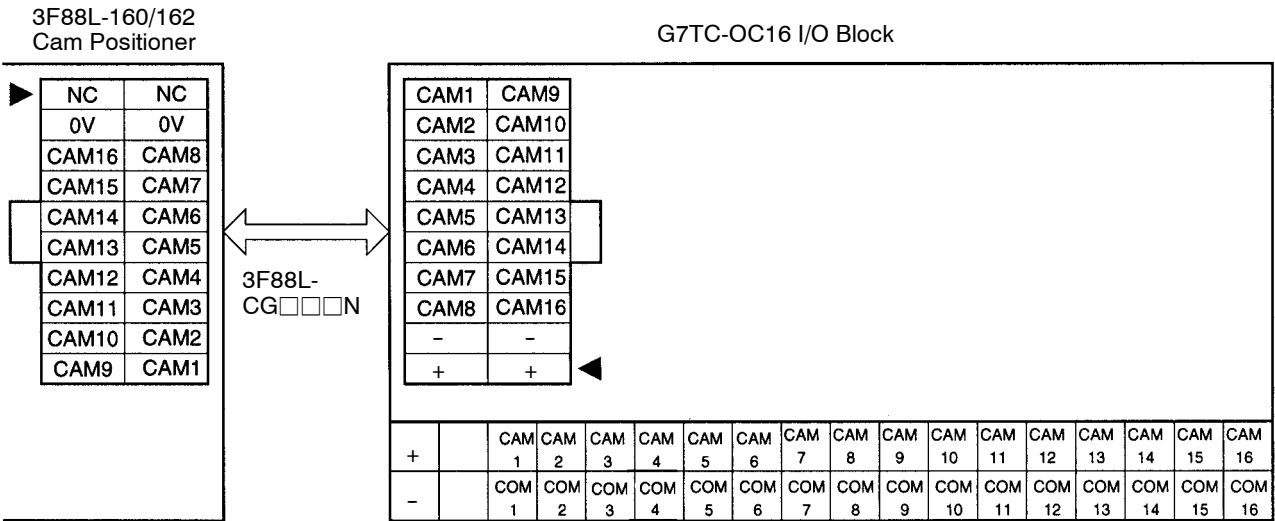 3F88L-160/162
Cam Positioner
G7TC-OC16 I/O Block
NC NC
0V 0V
CAM16 CAM8
CAM15 CAM7
CAM14 CAM6
CAM13 CAM5
CAM12 CAM4
CAM11 CAM3
CAM10 CAM2
CAM9 CAM1
3F88L-
CG□□□N
CAM1 CAM9
CAM2 CAM10
CAM3 CAM11
CAM4 CAM12
CAM5 CAM13
CAM6 CAM14
CAM7 CAM15
CAM8 CAM16
– –
+ +
+ CAM 1 CAM 2 CAM 3 CAM 4 CAM 5 CAM 6 CAM 7 CAM 8 CAM 9 CAM 10 CAM 11 CAM 12 CAM 13 CAM 14 CAM 15 CAM 16
– COM 1 COM 2 COM 3 COM 4 COM 5 COM 6 COM 7 COM 8 COM 9 COM 10 COM 11 COM 12 COM 13 COM 14 COM 15 COM 16